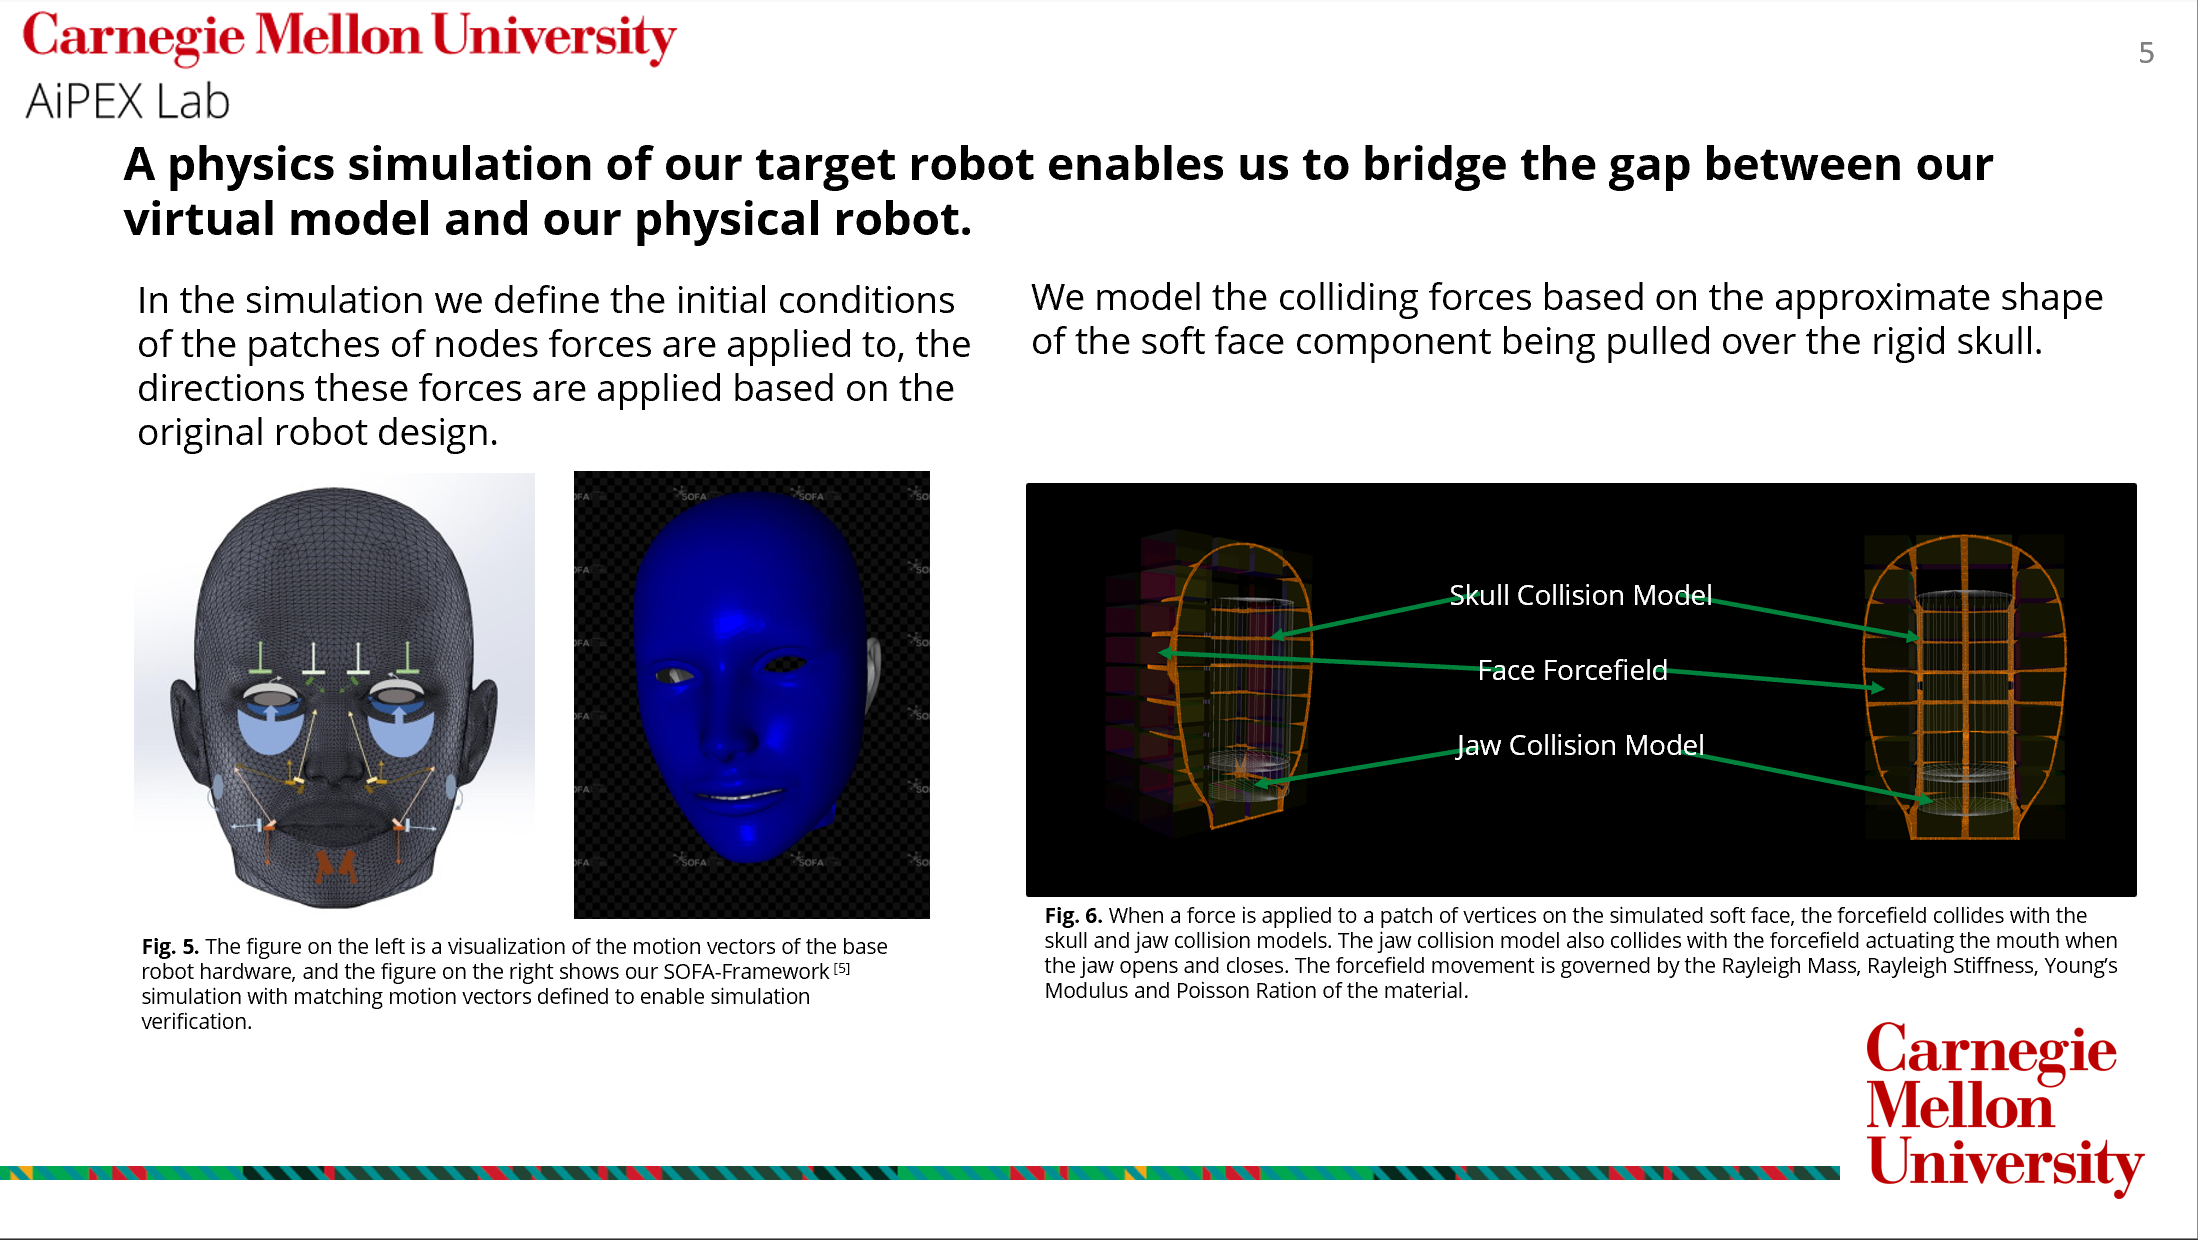 Carnegie Mellon University
AiPEX Lab
5
A physics simulation of our target robot enables us to bridge the gap between our
virtual model and our physical robot.
In the simulation we define the initial conditions
of the patches of nodes forces are applied to, the
directions these forces are applied based on the
original robot design.
We model the colliding forces based on the approximate shape
of the soft face component being pulled over the rigid skull.
SOFA
SOFA
SOFA
SOFA
Skull Collision Model
Face Forcefield
Jaw Collision Model
Fig. 5. The figure on the left is a visualization of the motion vectors of the base
robot hardware, and the figure on the right shows our SOFA-Framework [5]
simulation with matching motion vectors defined to enable simulation
verification.
Fig. 6. When a force is applied to a patch of vertices on the simulated soft face, the forcefield collides with the
skull and jaw collision models. The jaw collision model also collides with the forcefield actuating the mouth when
the jaw opens and closes. The forcefield movement is governed by the Rayleigh Mass, Rayleigh Stiffness, Young’s
Modulus and Poisson Ration of the material.
Carnegie
Mellon
University